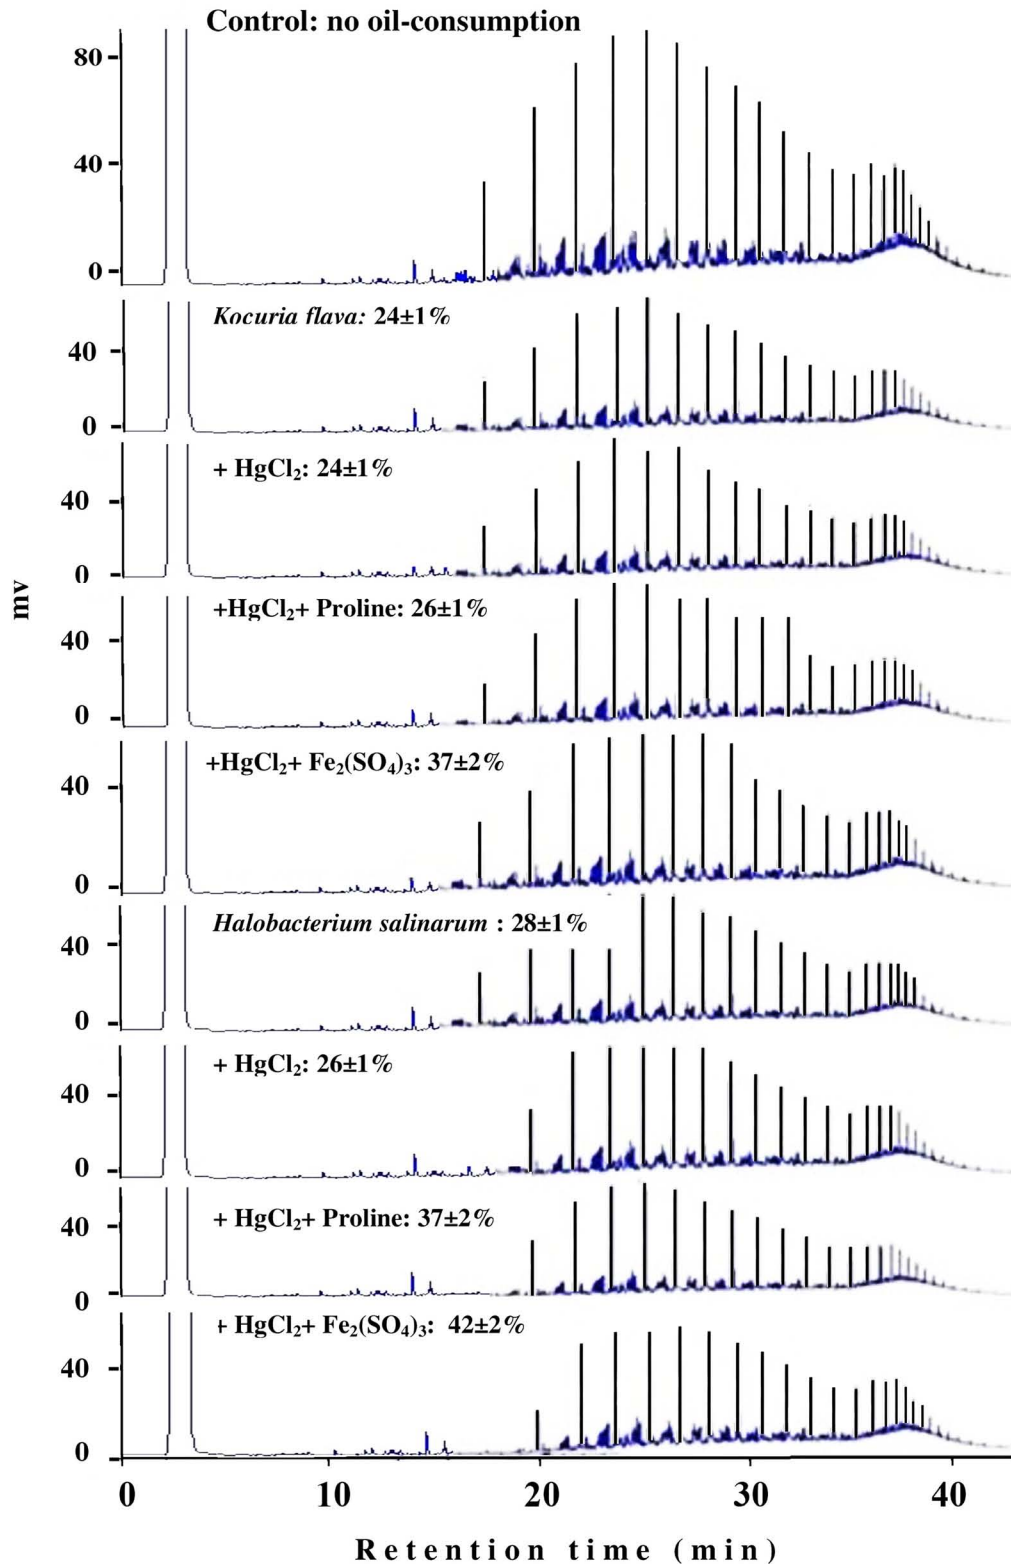 Control: no oil-consumption
80
40
0
Kocuria flava: 24±1%
40
0
+ HgCl₂: 24±1%
40
0
mv
+HgCl₂+ Proline: 26±1%
40
0
+HgCl₂+ Fe₂(SO₄)₃: 37±2%
40
0
Halobacterium salinarum : 28±1%
40
0
+ HgCl₂: 26±1%
40
0
+ HgCl₂+ Proline: 37±2%
40
0
+ HgCl₂+ Fe₂(SO₄)₃: 42±2%
40
0
0 10 20 30 40
Retention time (min)